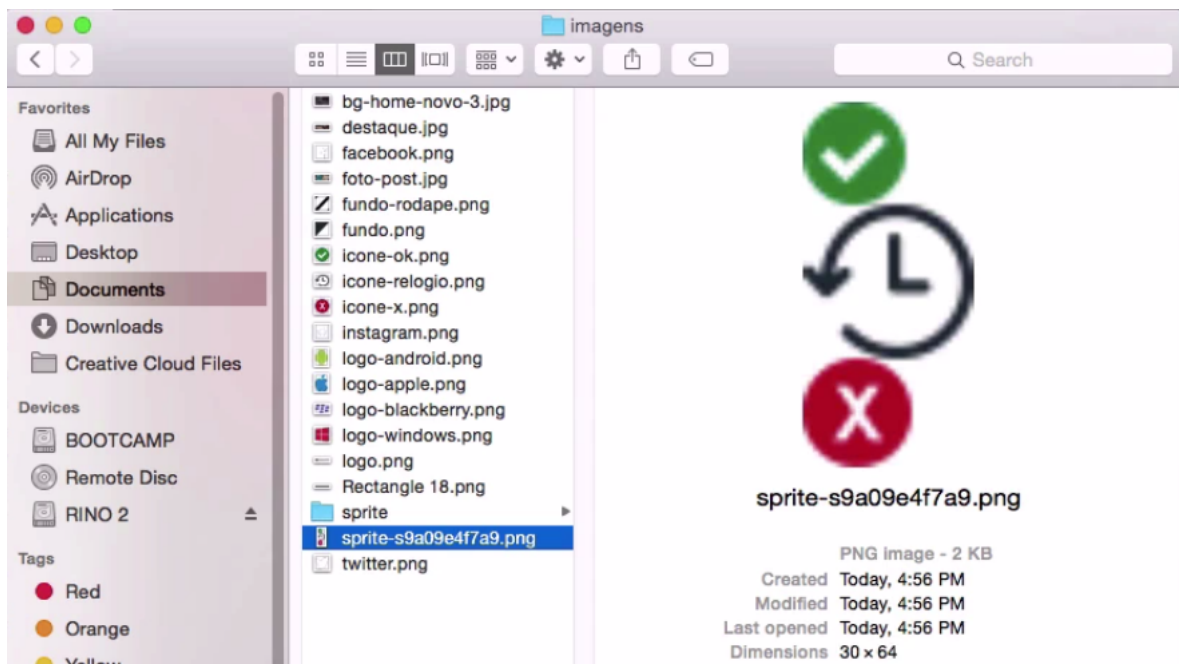 imagens
Search
Favorites
All My Files
AirDrop
Applications
Desktop
Documents
Downloads
Creative Cloud Files
Devices
BOOTCAMP
Remote Disc
RINO 2
Tags
Red
Orange
Yellow
bg-home-novo-3.jpg
destaque.jpg
facebook.png
foto-post.jpg
fundo-rodape.png
fundo.png
icone-ok.png
icone-relogio.png
icone-x.png
instagram.png
logo-android.png
logo-apple.png
logo-blackberry.png
logo-windows.png
logo.png
Rectangle 18.png
sprite
sprite-s9a09e4f7a9.png
twitter.png
sprite-s9a09e4f7a9.png
PNG image - 2 KB
Created Today, 4:56 PM
Modified Today, 4:56 PM
Last opened Today, 4:56 PM
Dimensions 30 × 64